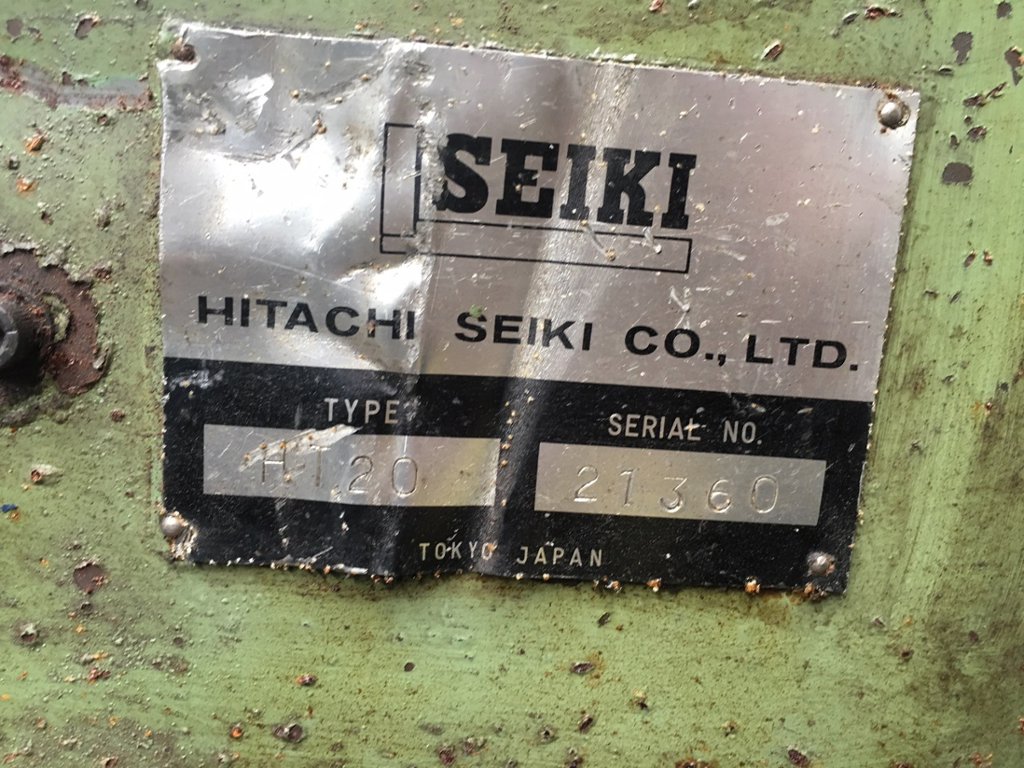 SEIKI
HITACHI SEIKI CO., LTD.
TYPE
HT20
SERIAL NO.
21360
TOKYO JAPAN